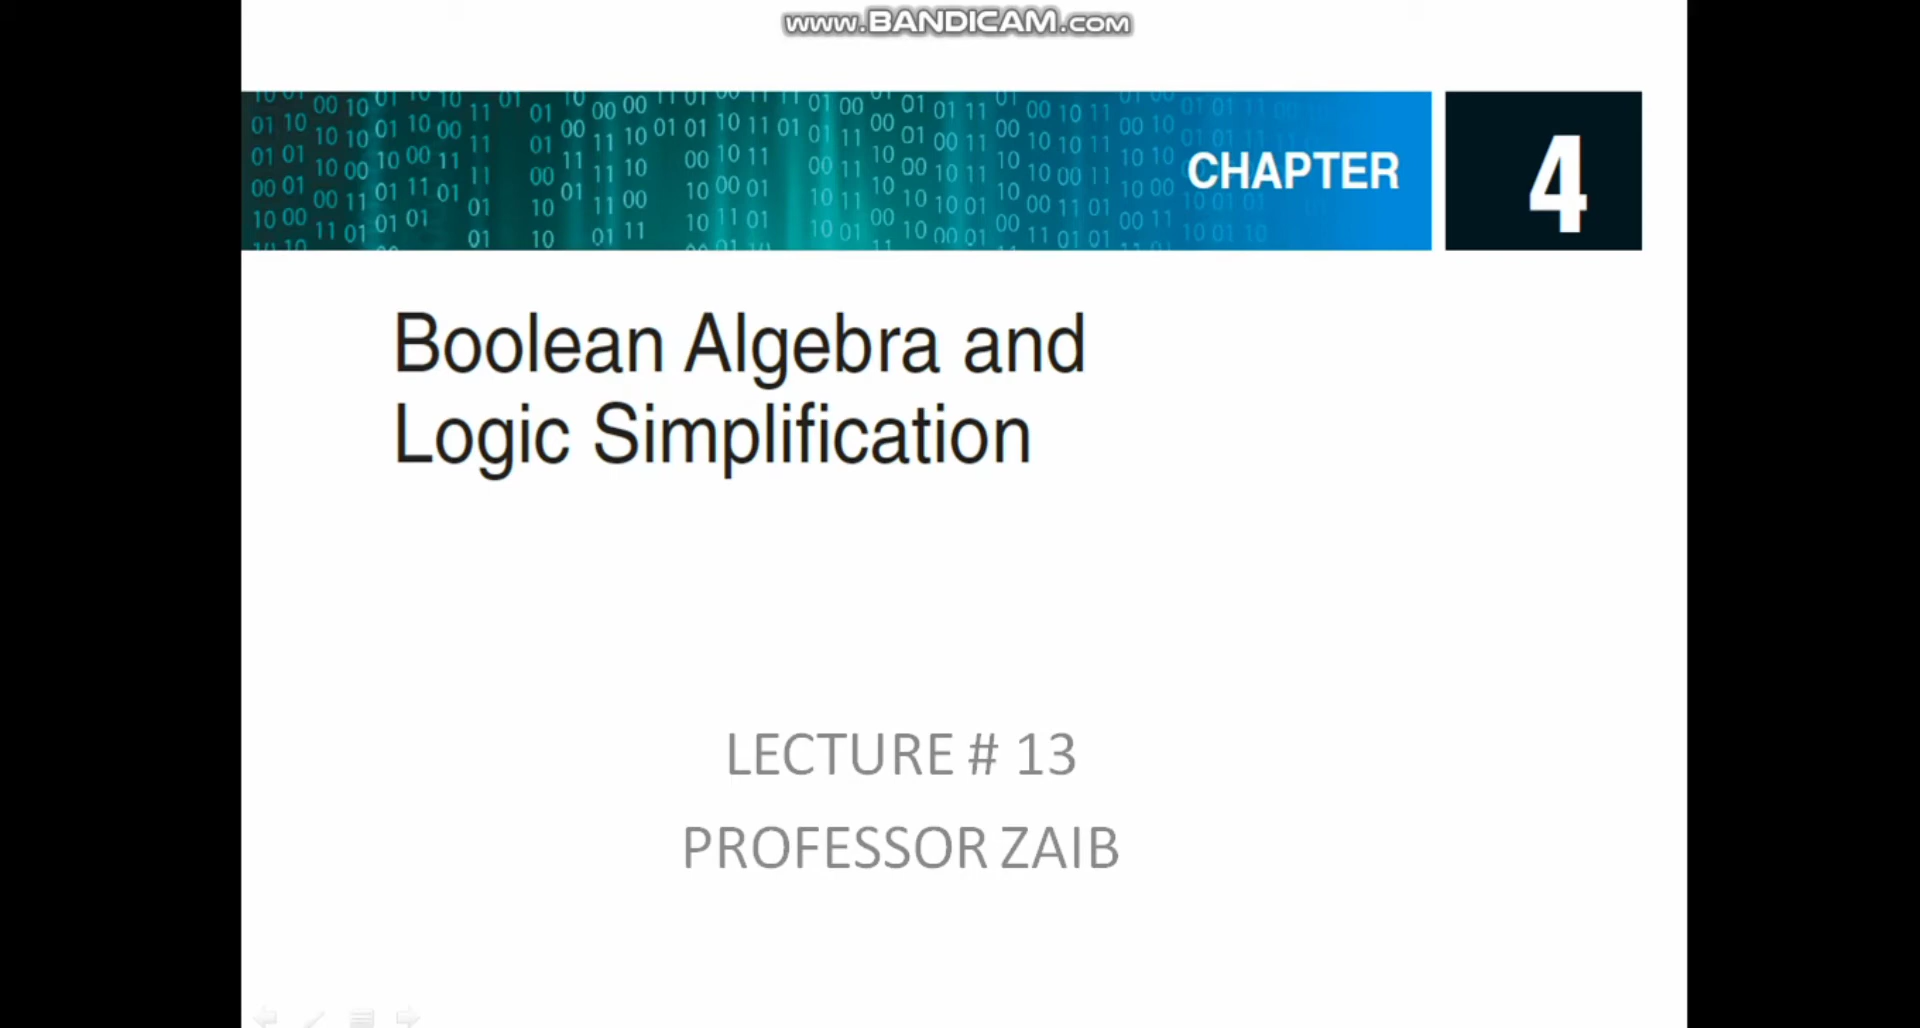 www.BANDICAM.com
CHAPTER 4
Boolean Algebra and
Logic Simplification
LECTURE # 13
PROFESSOR ZAIB